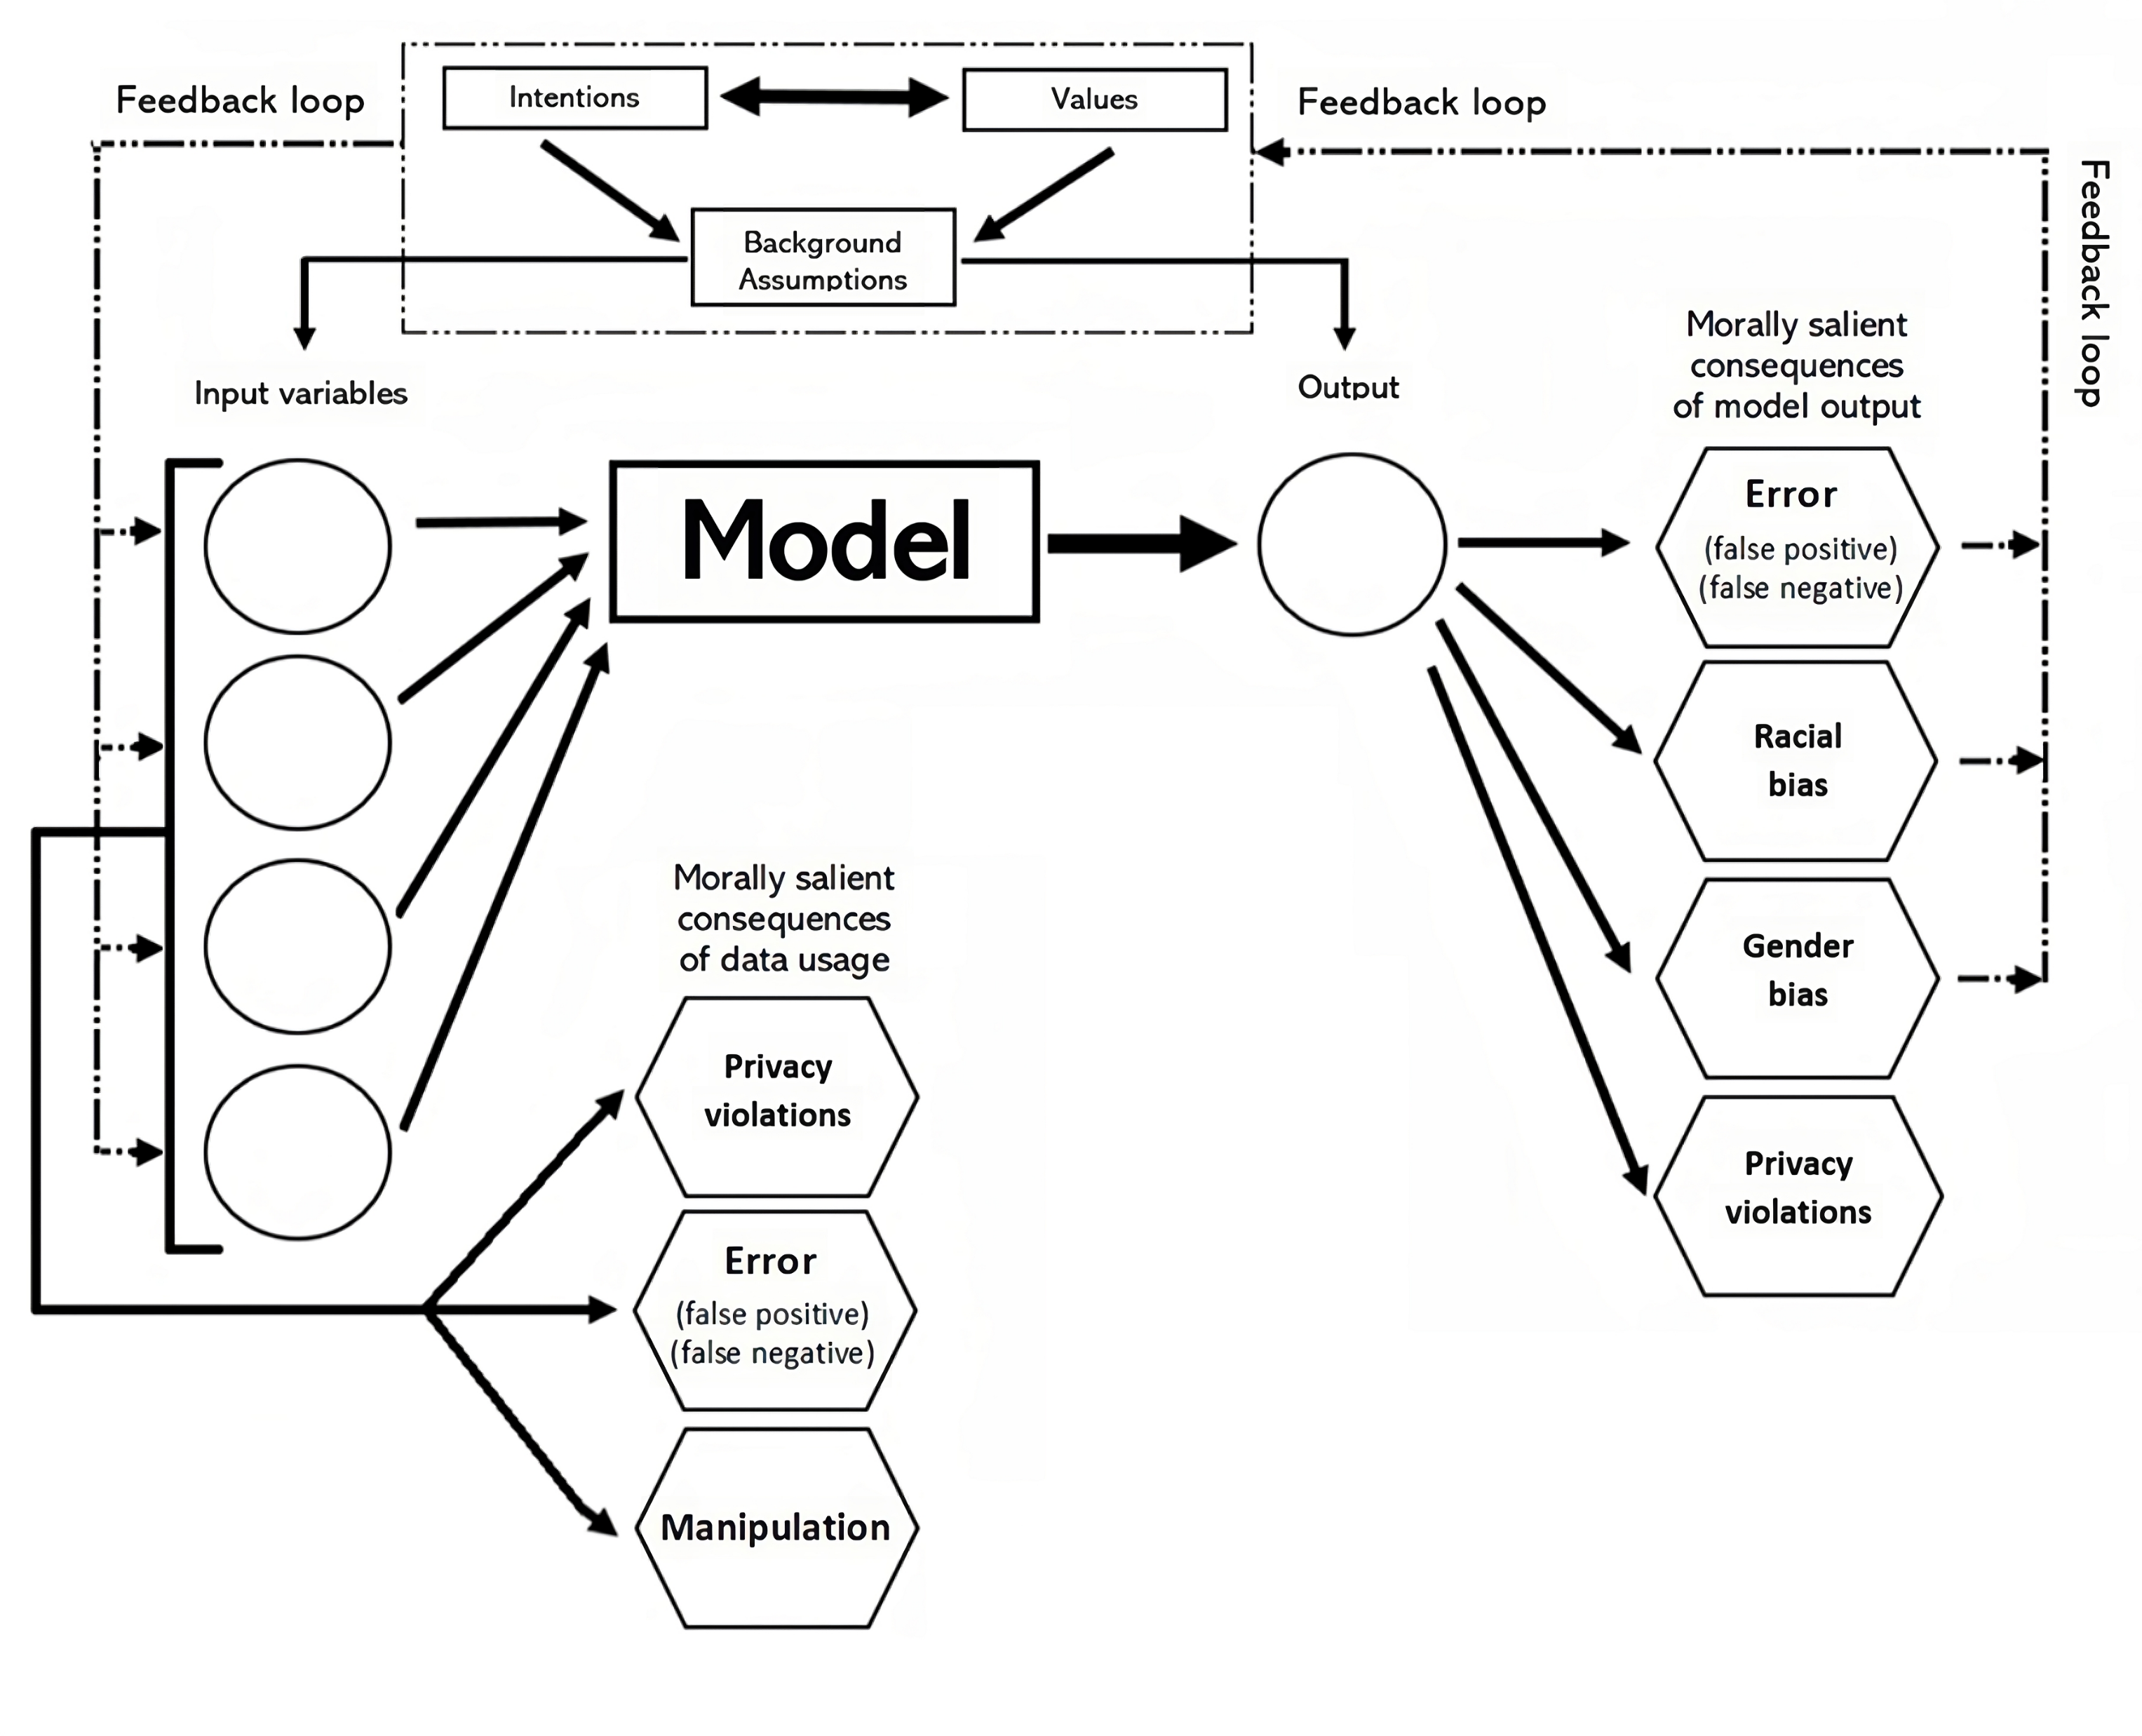 Feedback loop
Intentions
Values
Feedback loop
Feedback loop
Background
Assumptions
Input variables
Output
Morally salient
consequences
of model output
Model
Error
(false positive)
(false negative)
Racial
bias
Gender
bias
Privacy
violations
Morally salient
consequences
of data usage
Privacy
violations
Error
(false positive)
(false negative)
Manipulation